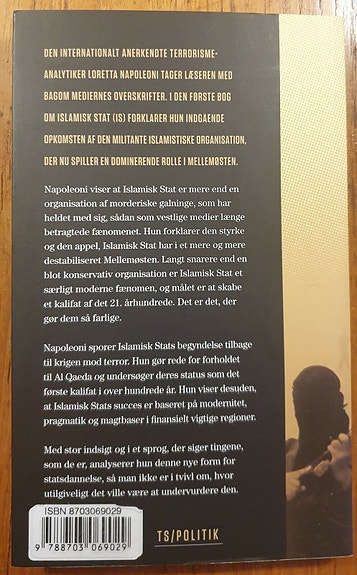 DEN INTERNATIONALT ANERKENDTE TERRORISME-
ANALYTIKER LORETTA NAPOLEONI TAGER LÆSEREN MED
BAGOM MEDIERNES OVERSKRIFTER. I DEN FØRSTE BOG
OM ISLAMISK STAT (IS) FORKLARER HUN INDGÅENDE
OPKOMSTEN AF DEN MILITANTE ISLAMISTISKE ORGANISATION,
DER NU SPILLER EN DOMINERENDE ROLLE I MELLEMØSTEN.
Napoleoni viser at Islamisk Stat er mere end en
organisation af morderiske galninge, som har
heldet med sig, sådan som vestlige medier længe
betragtede fænomenet. Hun forklarer den styrke
og den appel, Islamisk Stat har i et mere og mere
destabiliseret Mellemøsten. Langt snarere end en
blot konservativ organisation er Islamisk Stat et
særligt moderne fænomen, og målet er at skabe
et kalifat af det 21. århundrede. Det er det, der
gør dem så farlige.
Napoleoni sporer Islamisk Stats begyndelse tilbage
til krigen mod terror. Hun gør rede for forholdet
til Al Qaeda og undersøger deres status som det
første kalifat i over hundrede år. Hun viser desuden,
at Islamisk Stats succes er baseret på modernitet,
pragmatik og magtbaser i finansielt vigtige regioner.
Med stor indsigt og i et sprog, der siger tingene,
som de er, analyserer hun denne nye form for
statsdannelse, så man ikke er i tvivl om, hvor
utilgiveligt det ville være at undervurdere den.
ISBN 8703069029
9 788703 069029
TS/POLITIK